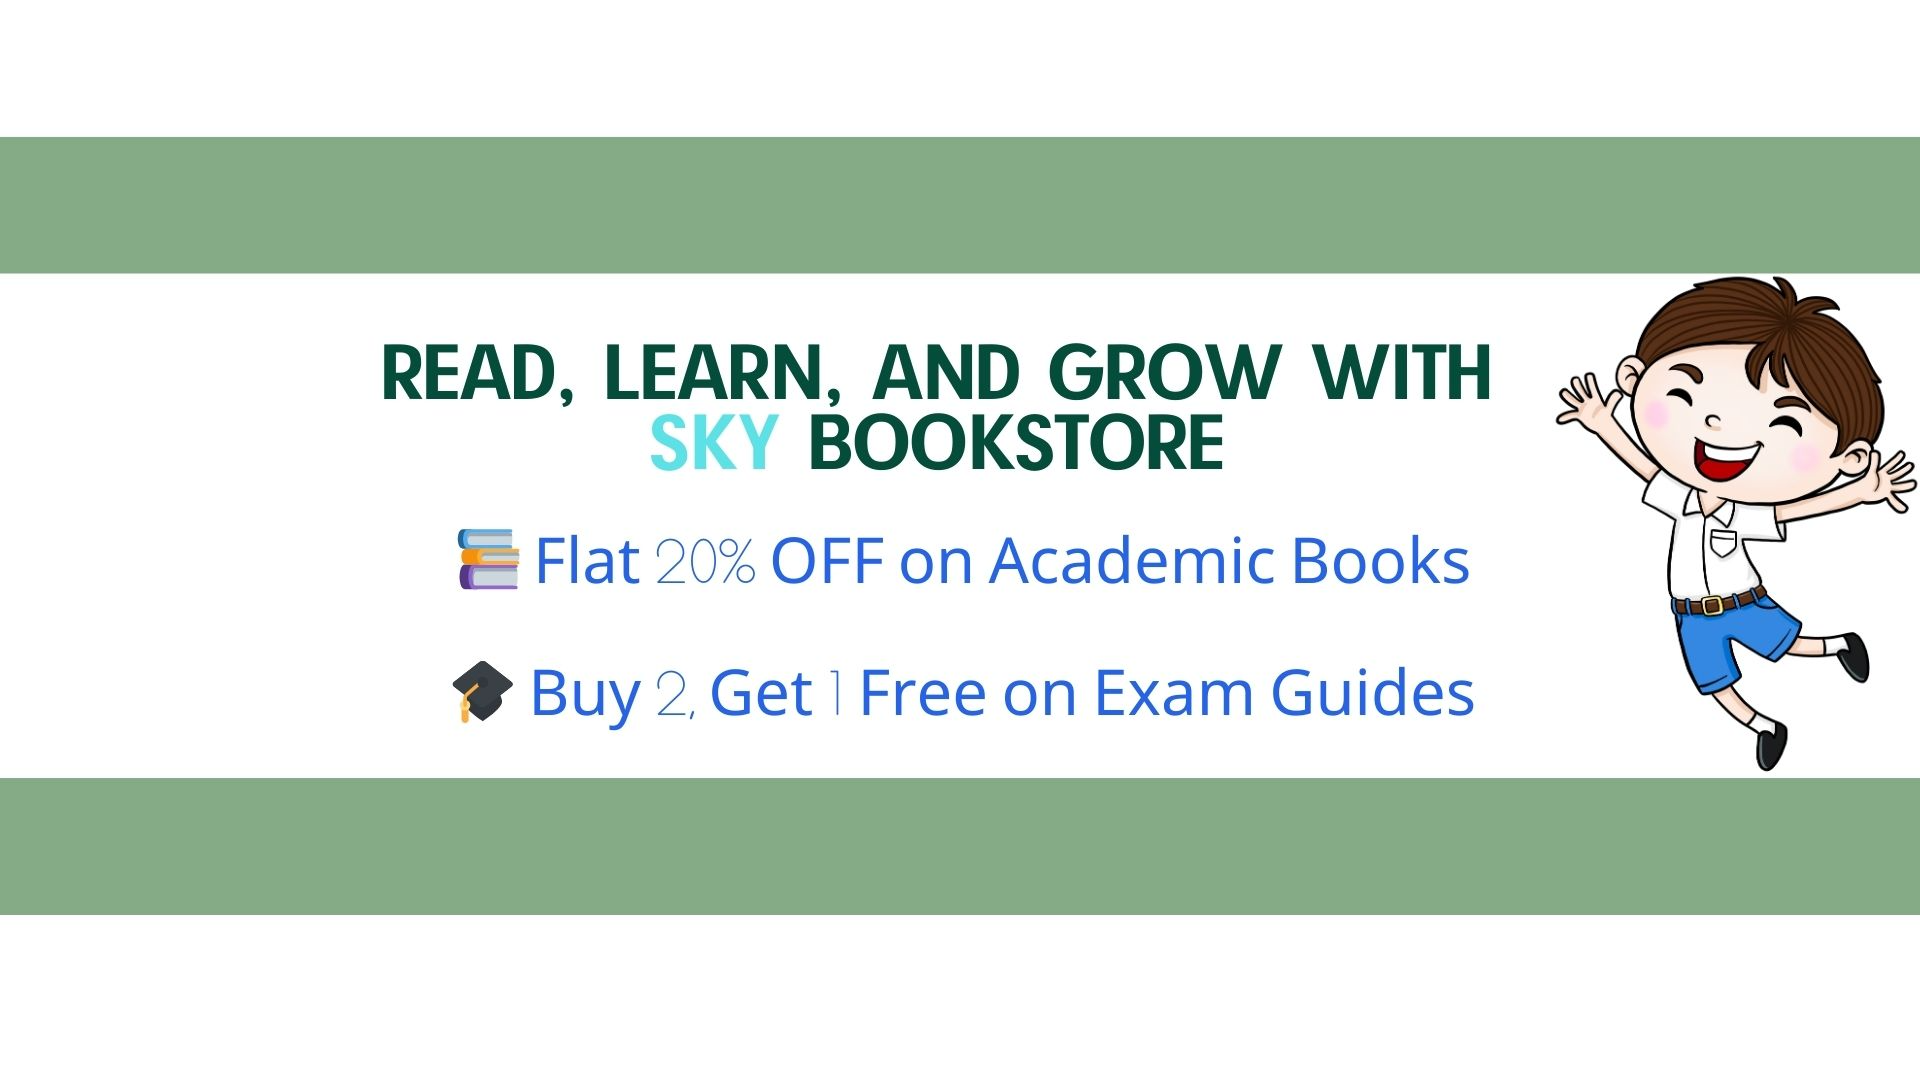 READ, LEARN, AND GROW WITH
SKY BOOKSTORE
📚 Flat 20% OFF on Academic Books
🎓 Buy 2, Get 1 Free on Exam Guides